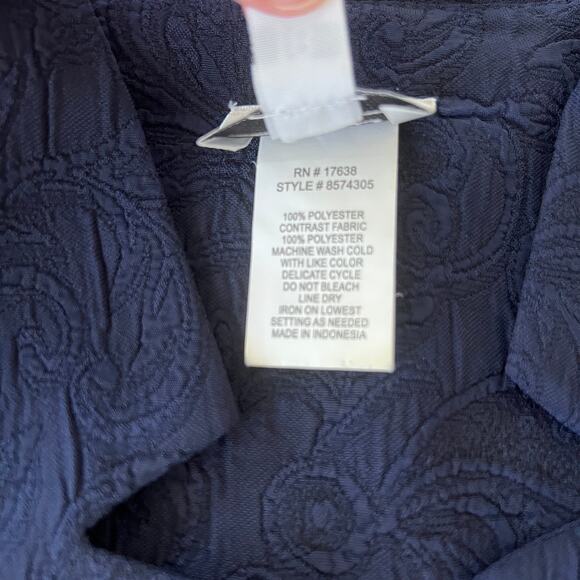 RN # 17638
STYLE # 8574305
100% POLYESTER
CONTRAST FABRIC
100% POLYESTER
MACHINE WASH COLD
WITH LIKE COLOR
DELICATE CYCLE
DO NOT BLEACH
LINE DRY
IRON ON LOWEST
SETTING AS NEEDED
MADE IN INDONESIA